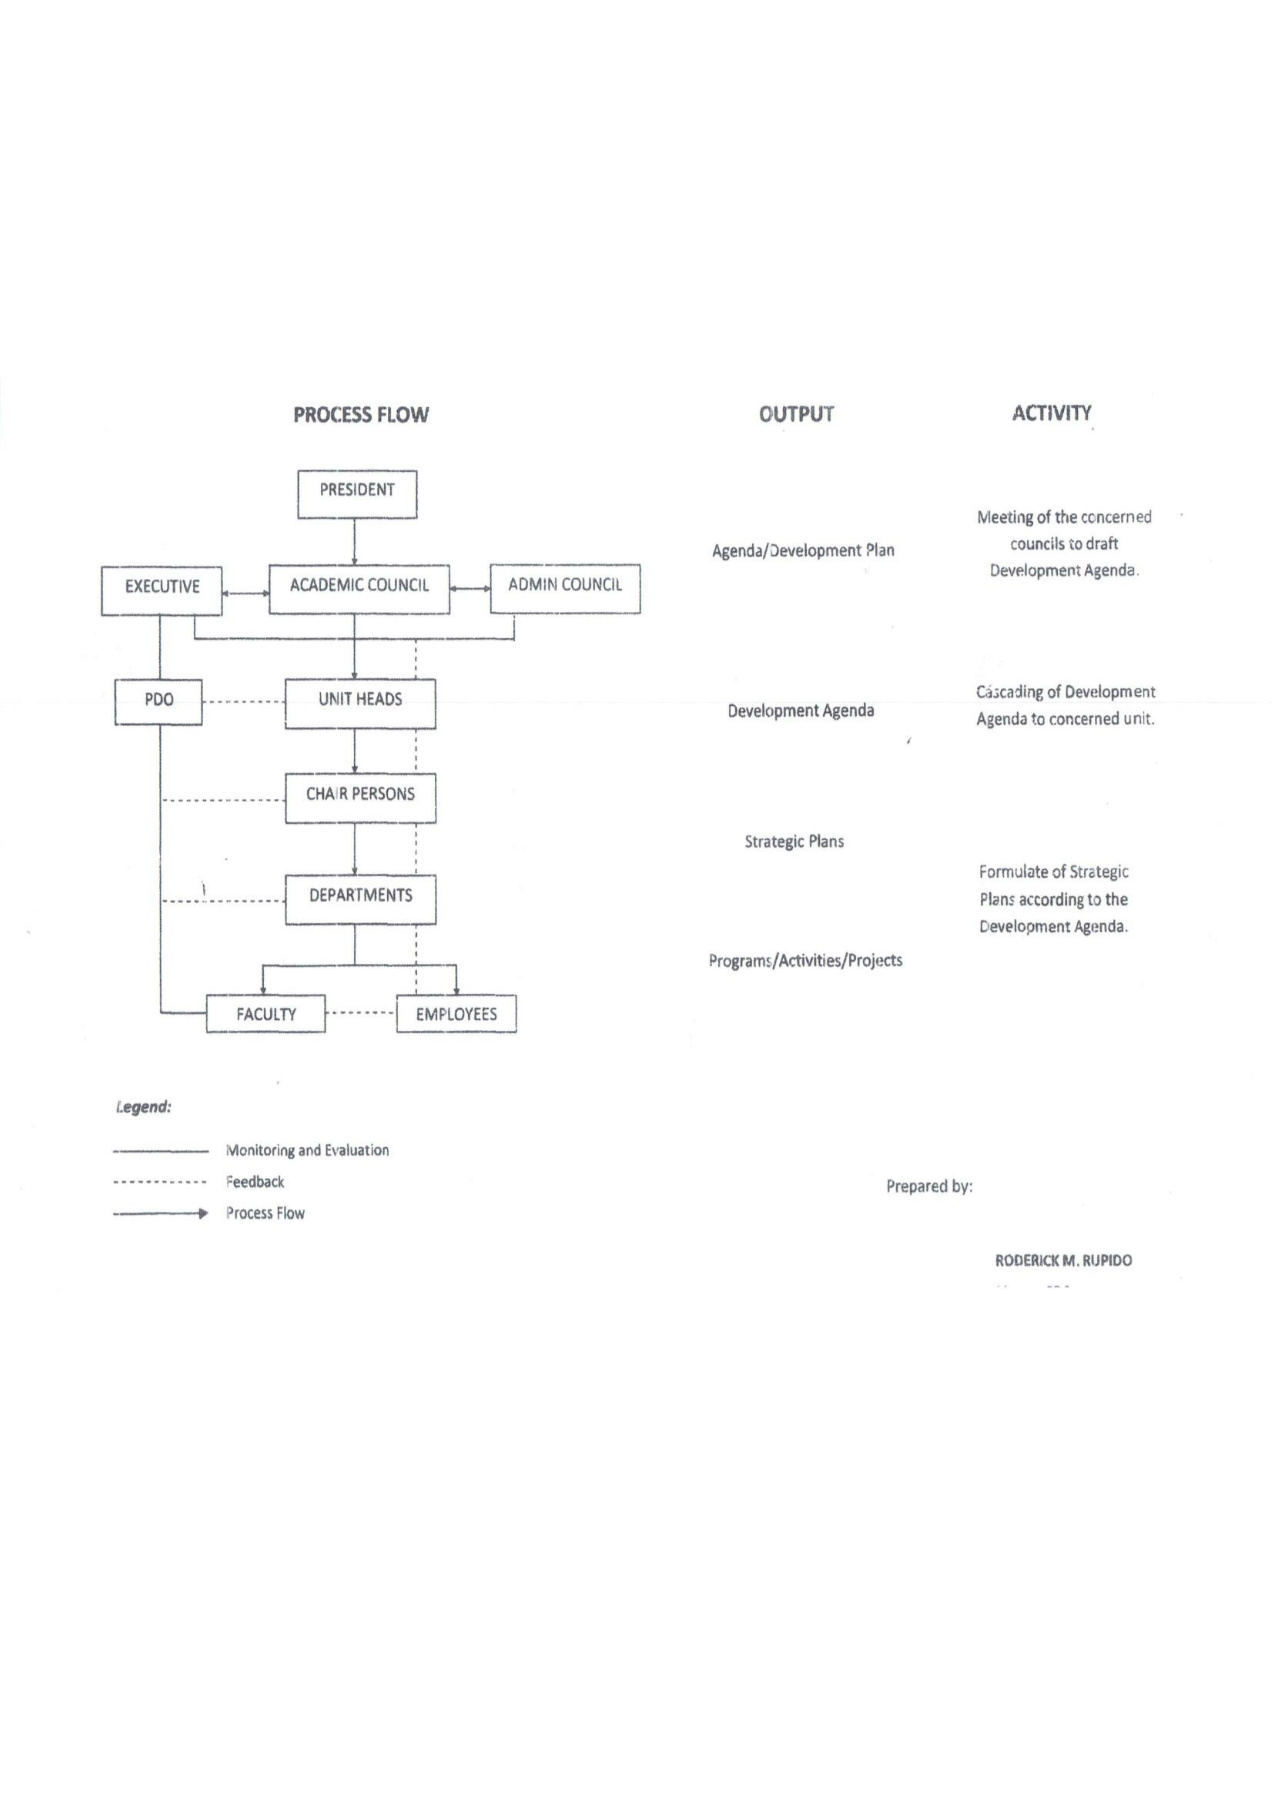 PROCESS FLOW
OUTPUT
ACTIVITY
PRESIDENT
Meeting of the concerned
councils to draft
Development Agenda.
Agenda/Development Plan
EXECUTIVE
ACADEMIC COUNCIL
ADMIN COUNCIL
PDO
UNIT HEADS
Development Agenda
Cascading of Development
Agenda to concerned unit.
CHAIR PERSONS
Strategic Plans
Formulate of Strategic
Plans according to the
Development Agenda.
DEPARTMENTS
Programs/Activities/Projects
FACULTY
EMPLOYEES
Legend:
Monitoring and Evaluation
Feedback
Process Flow
Prepared by:
RODERICK M. RUPIDO